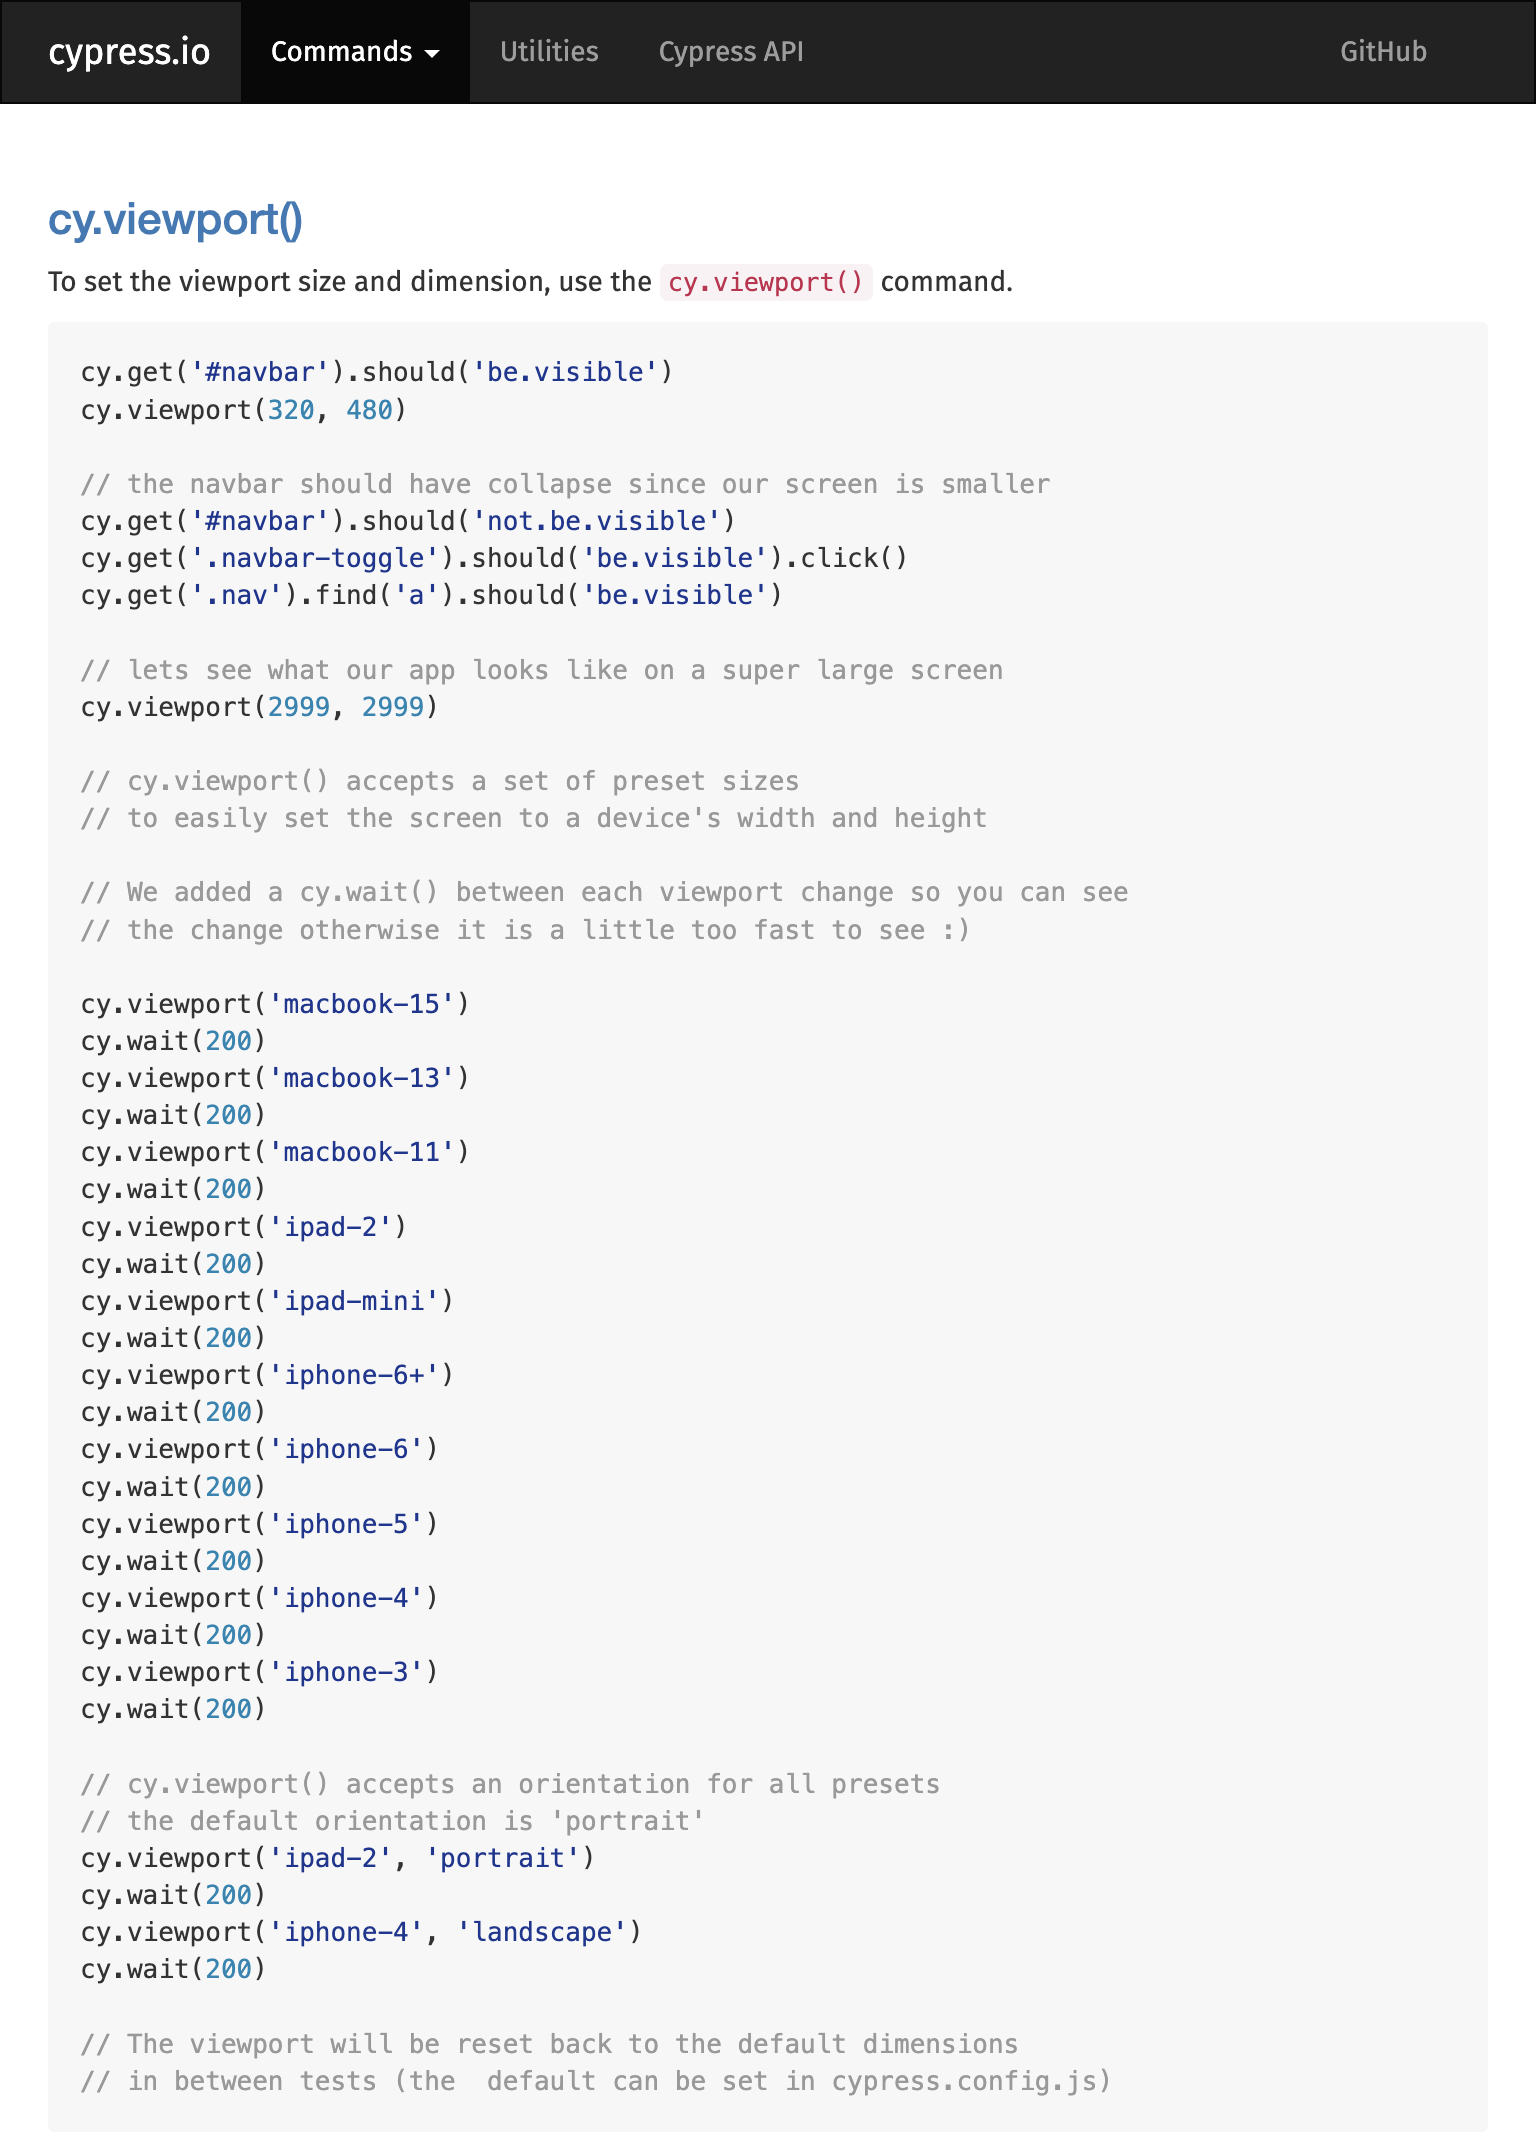 cypress.io Commands Utilities Cypress API GitHub
cy.viewport()
To set the viewport size and dimension, use the cy.viewport() command.
cy.get('#navbar').should('be.visible')
cy.viewport(320, 480)
// the navbar should have collapse since our screen is smaller
cy.get('#navbar').should('not.be.visible')
cy.get('.navbar-toggle').should('be.visible').click()
cy.get('.nav').find('a').should('be.visible')
// lets see what our app looks like on a super large screen
cy.viewport(2999, 2999)
// cy.viewport() accepts a set of preset sizes
// to easily set the screen to a device's width and height
// We added a cy.wait() between each viewport change so you can see
// the change otherwise it is a little too fast to see :)
cy.viewport('macbook-15')
cy.wait(200)
cy.viewport('macbook-13')
cy.wait(200)
cy.viewport('macbook-11')
cy.wait(200)
cy.viewport('ipad-2')
cy.wait(200)
cy.viewport('ipad-mini')
cy.wait(200)
cy.viewport('iphone-6+')
cy.wait(200)
cy.viewport('iphone-6')
cy.wait(200)
cy.viewport('iphone-5')
cy.wait(200)
cy.viewport('iphone-4')
cy.wait(200)
cy.viewport('iphone-3')
cy.wait(200)
// cy.viewport() accepts an orientation for all presets
// the default orientation is 'portrait'
cy.viewport('ipad-2', 'portrait')
cy.wait(200)
cy.viewport('iphone-4', 'landscape')
cy.wait(200)
// The viewport will be reset back to the default dimensions
// in between tests (the  default can be set in cypress.config.js)